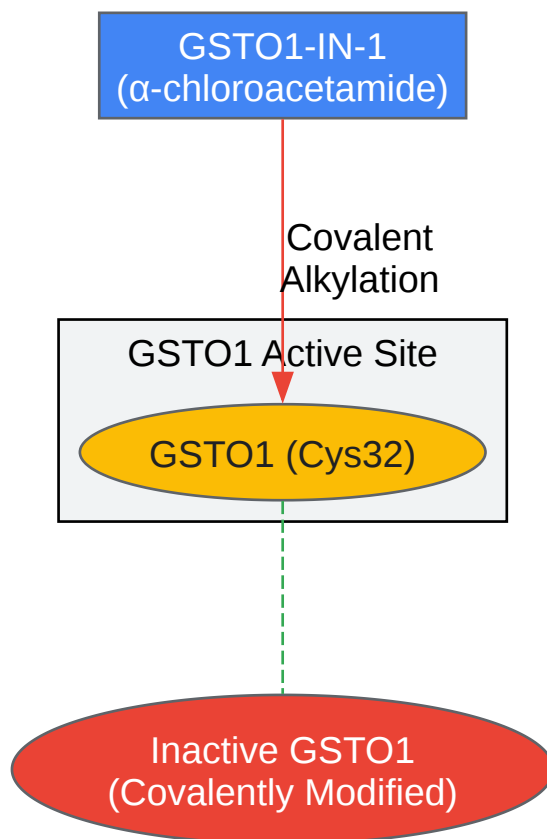 GSTO1-IN-1
(α-chloroacetamide)
Covalent
Alkylation
GSTO1 Active Site
GSTO1 (Cys32)
Inactive GSTO1
(Covalently Modified)